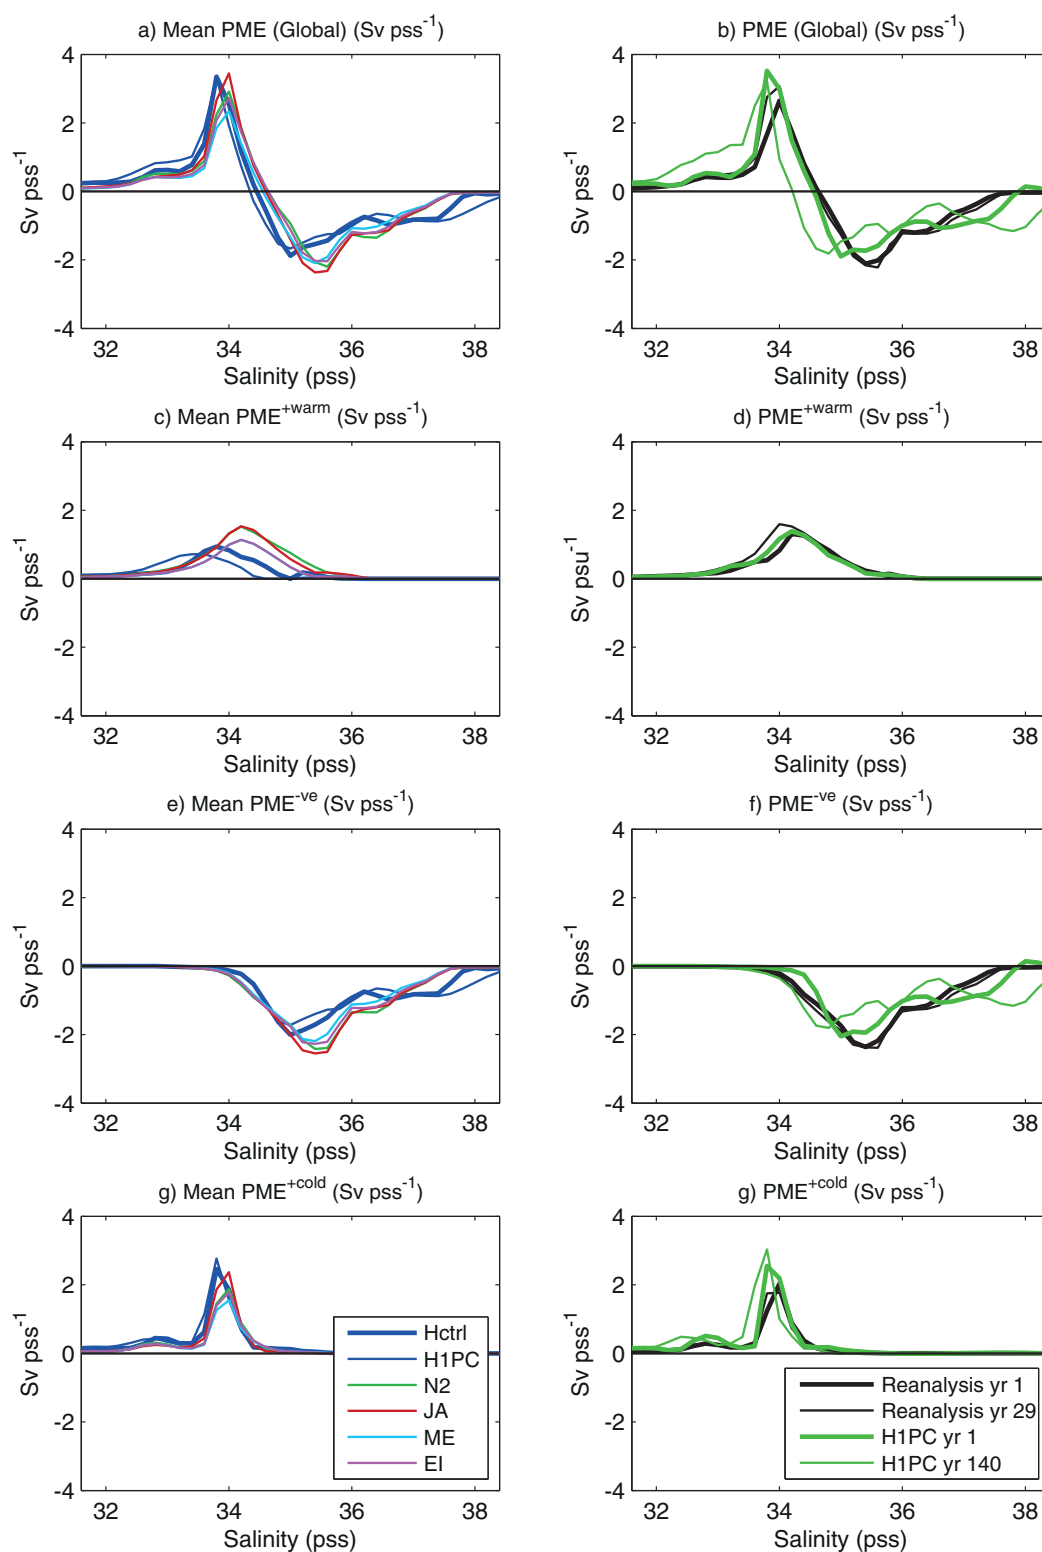 a) Mean PME (Global) (Sv pss⁻¹)
4
2
0
-2
-4
Sv pss⁻¹
32 34 36 38
Salinity (pss)
b) PME (Global) (Sv pss⁻¹)
4
2
0
-2
-4
Sv pss⁻¹
32 34 36 38
Salinity (pss)
c) Mean PME⁺ʷᵃʳᵐ (Sv pss⁻¹)
4
2
0
-2
-4
Sv pss⁻¹
32 34 36 38
Salinity (pss)
d) PME⁺ʷᵃʳᵐ (Sv pss⁻¹)
4
2
0
-2
-4
Sv psu⁻¹
32 34 36 38
Salinity (pss)
e) Mean PME⁻ᵛᵉ (Sv pss⁻¹)
4
2
0
-2
-4
Sv pss⁻¹
32 34 36 38
Salinity (pss)
f) PME⁻ᵛᵉ (Sv pss⁻¹)
4
2
0
-2
-4
Sv pss⁻¹
32 34 36 38
Salinity (pss)
g) Mean PME⁺ᶜᵒˡᵈ (Sv pss⁻¹)
4
2
0
-2
-4
Sv pss⁻¹
32 34 36 38
Salinity (pss)
Hctrl
H1PC
N2
JA
ME
EI
g) PME⁺ᶜᵒˡᵈ (Sv pss⁻¹)
4
2
0
-2
-4
Sv pss⁻¹
32 34 36 38
Salinity (pss)
Reanalysis yr 1
Reanalysis yr 29
H1PC yr 1
H1PC yr 140